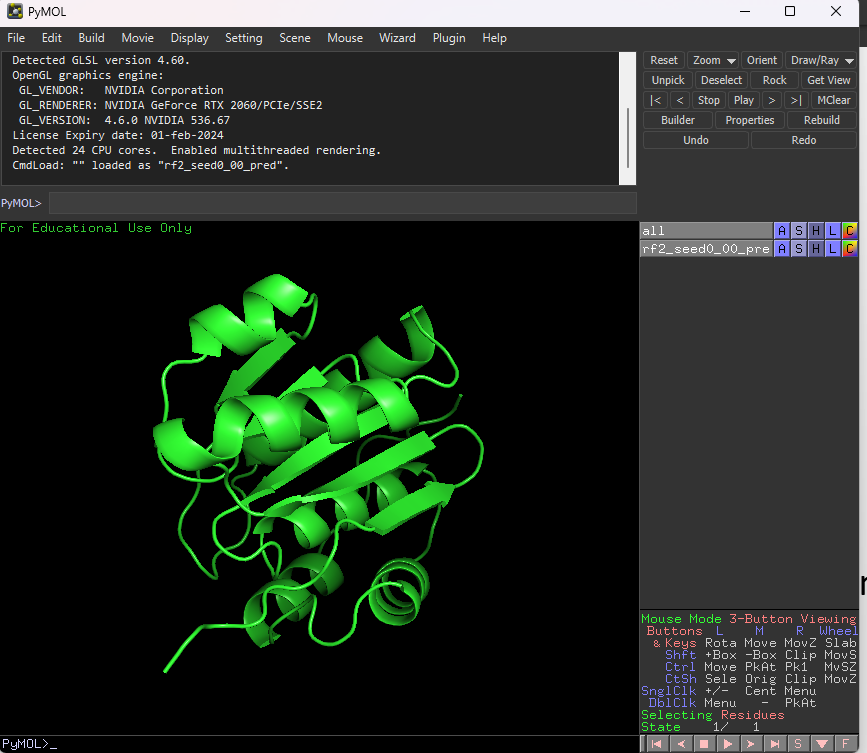 PyMOL
File Edit Build Movie Display Setting Scene Mouse Wizard Plugin Help
Detected GLSL version 4.60.
OpenGL graphics engine:
GL_VENDOR: NVIDIA Corporation
GL_RENDERER: NVIDIA GeForce RTX 2060/PCIe/SSE2
GL_VERSION: 4.6.0 NVIDIA 536.67
License Expiry date: 01-feb-2024
Detected 24 CPU cores. Enabled multithreaded rendering.
CmdLoad: "" loaded as "rf2_seed0_00_pred".
PyMOL>
Reset Zoom Orient Draw/Ray
Unpick Deselect Rock Get View
|< < Stop Play > >| MClear
Builder Properties Rebuild
Undo Redo
For Educational Use Only
all A S H L C
rf2_seed0_00_pre A S H L C
Mouse Mode 3-Button Viewing
Buttons L M R Wheel
& Keys Rota Move MovZ Slab
Shft +Box -Box Clip MovS
Ctrl Move PkAt Pk1 MvSZ
CtSh Sele Orig Clip MovZ
SnglClk +/- Cent Menu
DblClk Menu - PkAt
Selecting Residues
State 1/ 1
S F
PyMOL>_